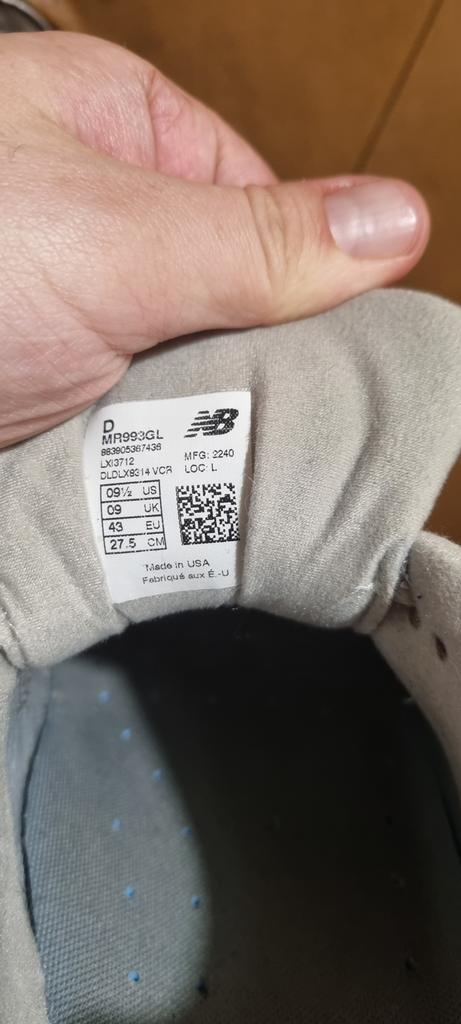 D
MR993GL
883905367436
LXI3712
DLDLX9314 VCR
NB
MFG: 2240
LOC: L
09½ US
09 UK
43 EU
27.5 CM
Made in USA
Fabriqué aux É.-U